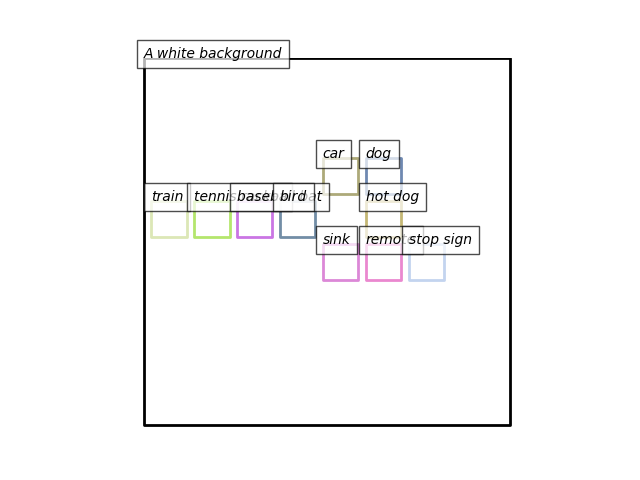 A white background
car
dog
train
tennis
baseball bat
bird
hot dog
sink
remote
stop sign